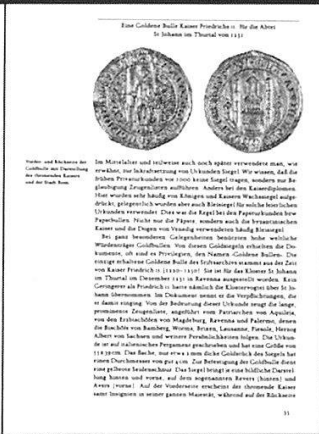 Eine Goldene Bulle Kaiser Friedrichs II. für die Abtei
St. Johann im Thurtal von 1231
Vorder- und Rückseite der
Goldbulle mit Darstellung
des thronenden Kaisers
und der Stadt Rom.
Im Mittelalter und teilweise auch noch später verwendete man, wie
erwähnt, zur Inkraftsetzung von Urkunden Siegel. Wir wissen, daß die
frühen Privaturkunden vor 1000 keine Siegel tragen, sondern zur Be-
glaubigung Zeugenlisten aufführen. Anders bei den Kaiserdiplomen.
Hier wurden sehr häufig von Königen und Kaisern Wachssiegel aufge-
drückt, gelegentlich wurden aber auch Bleisiegel für solche feierlichen
Urkunden verwendet. Dies war die Regel bei den Papsturkunden bzw.
Papstbullen. Nicht nur die Päpste, sondern auch die byzantinischen
Kaiser und die Dogen von Venedig verwendeten häufig Bleisiegel.
Bei ganz besonderen Gelegenheiten benützten hohe weltliche
Würdenträger Goldbullen. Von diesen Goldsiegeln erhielten die Do-
kumente, oft sind es Privilegien, den Namen «Goldene Bullen». Die
einzige erhaltene Goldene Bulle des Stiftsarchivs stammt aus der Zeit
von Kaiser Friedrich II. Sie ist für das Kloster St. Johann
im Thurtal im Dezember 1231 in Ravenna ausgestellt worden. Kein
Geringerer als Friedrich II. hatte nämlich die Klostervogtei über St. Jo-
hann übernommen. Im Dokument nennt er die Verpflichtungen, die
er damit einging. Von der Bedeutung dieser Urkunde zeugt die lange,
prominente Zeugenliste, angeführt vom Patriarchen von Aquileia,
von den Erzbischöfen von Magdeburg, Ravenna und Palermo, denen
die Bischöfe von Bamberg, Worms, Brixen, Lausanne, Fiesole, Herzog
Albert von Sachsen und weitere Persönlichkeiten folgen. Die Urkun-
de ist auf italienisches Pergament geschrieben und hat eine Größe von
cm. Das flache, nur etwa 2 mm dicke Goldstück des Siegels hat
einen Durchmesser von gut 4 cm. Zur Befestigung der Goldbulle dient
eine gelbrote Seidenschnur. Das Siegel bringt je eine bildliche Darstel-
lung hinten und vorne, auf dem sogenannten Revers (hinten) und
Avers (vorne). Auf der Vorderseite erscheint der thronende Kaiser
samt Insignien in seiner ganzen Majestät, während auf der Rückseite